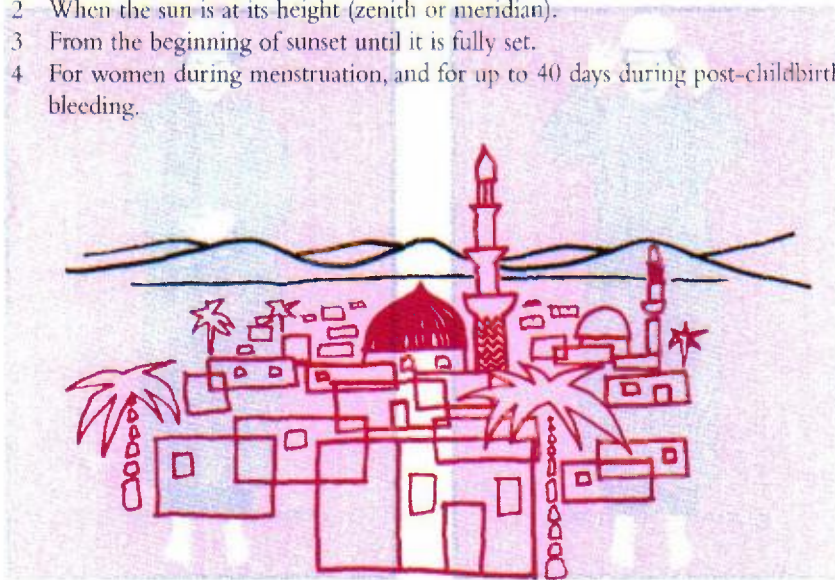 2 When the sun is at its height (zenith or meridian).
3 From the beginning of sunset until it is fully set.
4 For women during menstruation, and for up to 40 days during post-childbirth
bleeding.